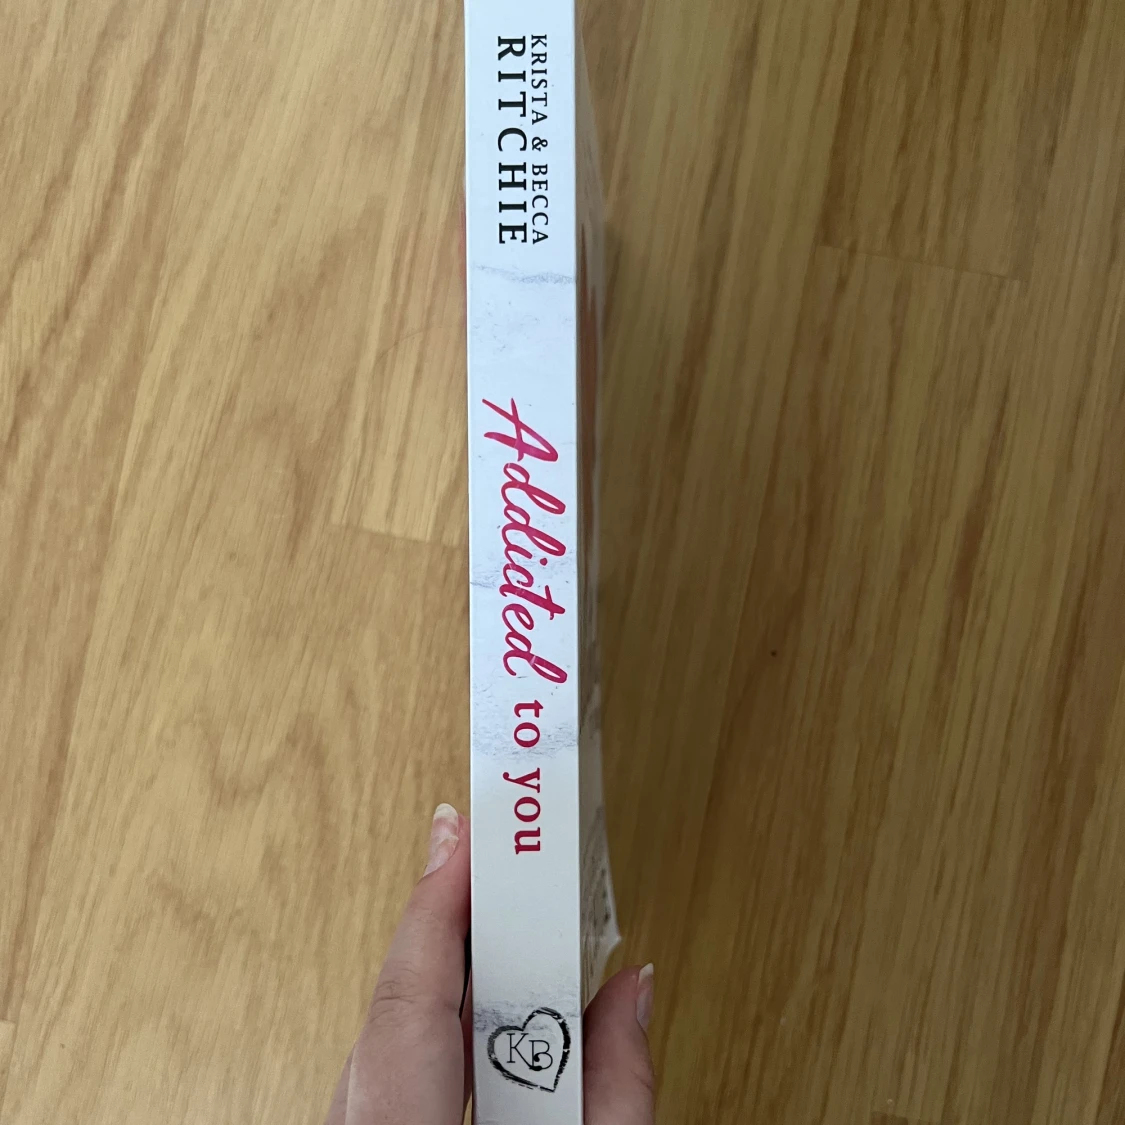 KRISTA & BECCA
RITCHIE
Addicted to you
KB